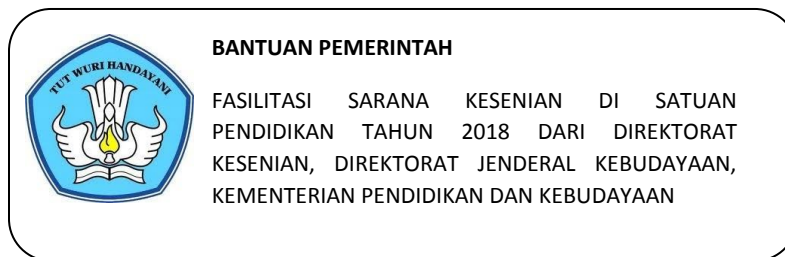 TUT WURI HANDAYANI
BANTUAN PEMERINTAH
FASILITASI SARANA KESENIAN DI SATUAN
PENDIDIKAN TAHUN 2018 DARI DIREKTORAT
KESENIAN, DIREKTORAT JENDERAL KEBUDAYAAN,
KEMENTERIAN PENDIDIKAN DAN KEBUDAYAAN